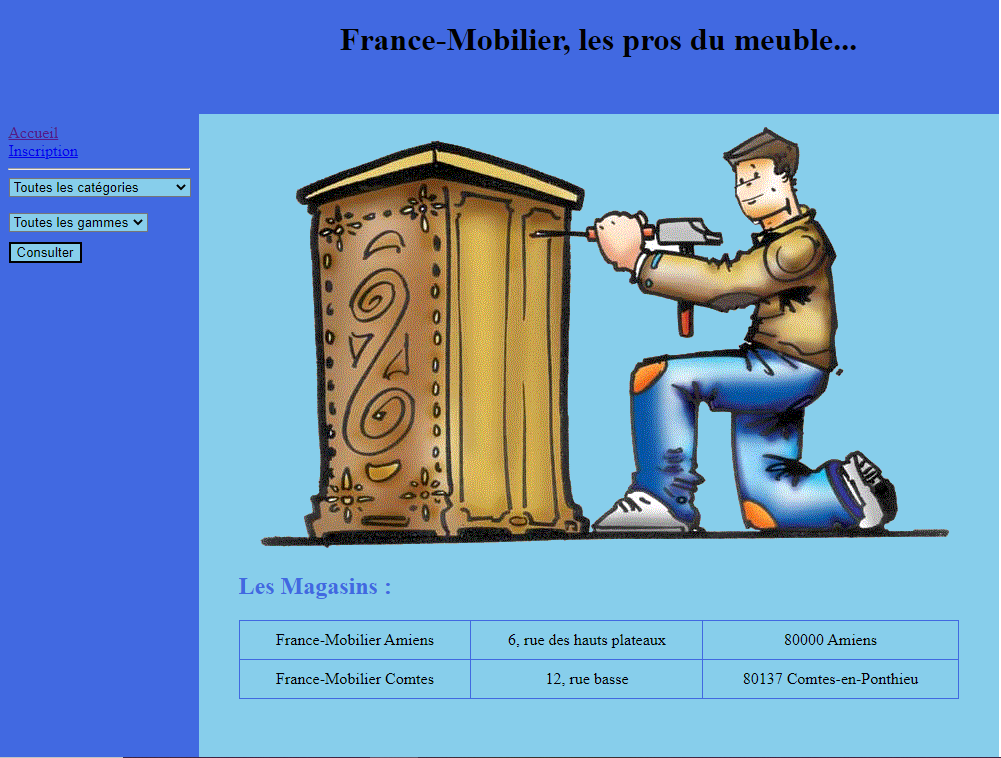 France-Mobilier, les pros du meuble...
Accueil
Inscription
Toutes les catégories
Toutes les gammes
Consulter
Les Magasins :
France-Mobilier Amiens 6, rue des hauts plateaux 80000 Amiens
France-Mobilier Comtes 12, rue basse 80137 Comtes-en-Ponthieu